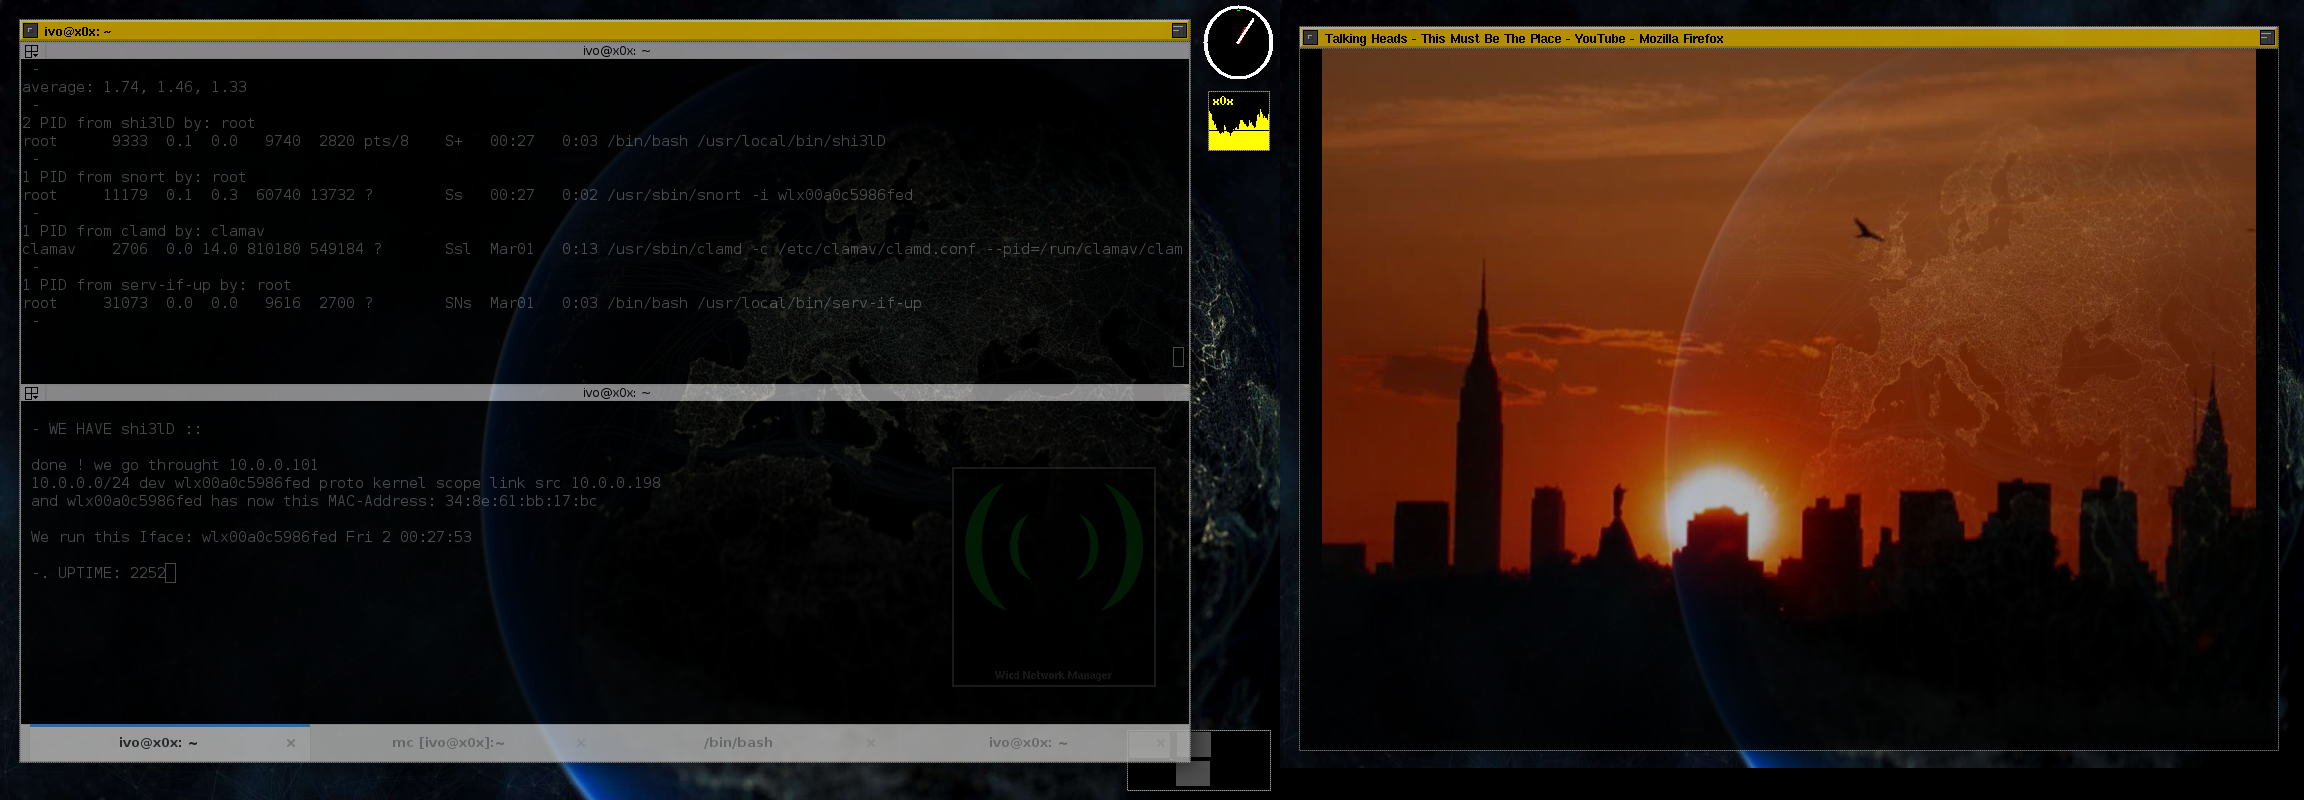 ivo@x0x: ~
ivo@x0x: ~
-
average: 1.74, 1.46, 1.33
-
2 PID from shi3lD by: root
root      9333  0.1  0.0   9740  2820 pts/8    S+   00:27   0:03 /bin/bash /usr/local/bin/shi3lD
-
1 PID from snort by: root
root     11179  0.1  0.3  60740 13732 ?        Ss   00:27   0:02 /usr/sbin/snort -i wlx00a0c5986fed
-
1 PID from clamd by: clamav
clamav    2706  0.0 14.0 810180 549184 ?       Ssl  Mar01   0:13 /usr/sbin/clamd -c /etc/clamav/clamd.conf --pid=/run/clamav/clam
-
1 PID from serv-if-up by: root
root     31073  0.0  0.0   9616  2700 ?        SNs  Mar01   0:03 /bin/bash /usr/local/bin/serv-if-up
-
ivo@x0x: ~
- WE HAVE shi3lD ::
done ! we go throught 10.0.0.101
10.0.0.0/24 dev wlx00a0c5986fed proto kernel scope link src 10.0.0.198
and wlx00a0c5986fed has now this MAC-Address: 34:8e:61:bb:17:bc
We run this Iface: wlx00a0c5986fed Fri 2 00:27:53
-. UPTIME: 2252
Wicd Network Manager
ivo@x0x: ~
mc [ivo@x0x]:~
/bin/bash
ivo@x0x: ~
x0x
Talking Heads - This Must Be The Place - YouTube - Mozilla Firefox